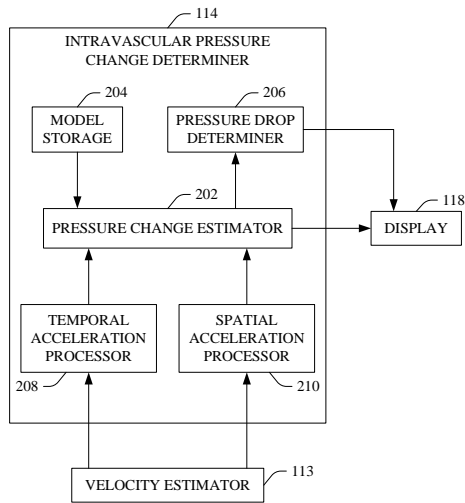 114
INTRAVASCULAR PRESSURE
CHANGE DETERMINER
204
206
MODEL
STORAGE
PRESSURE DROP
DETERMINER
202
118
PRESSURE CHANGE ESTIMATOR
DISPLAY
TEMPORAL
ACCELERATION
PROCESSOR
SPATIAL
ACCELERATION
PROCESSOR
208
210
113
VELOCITY ESTIMATOR